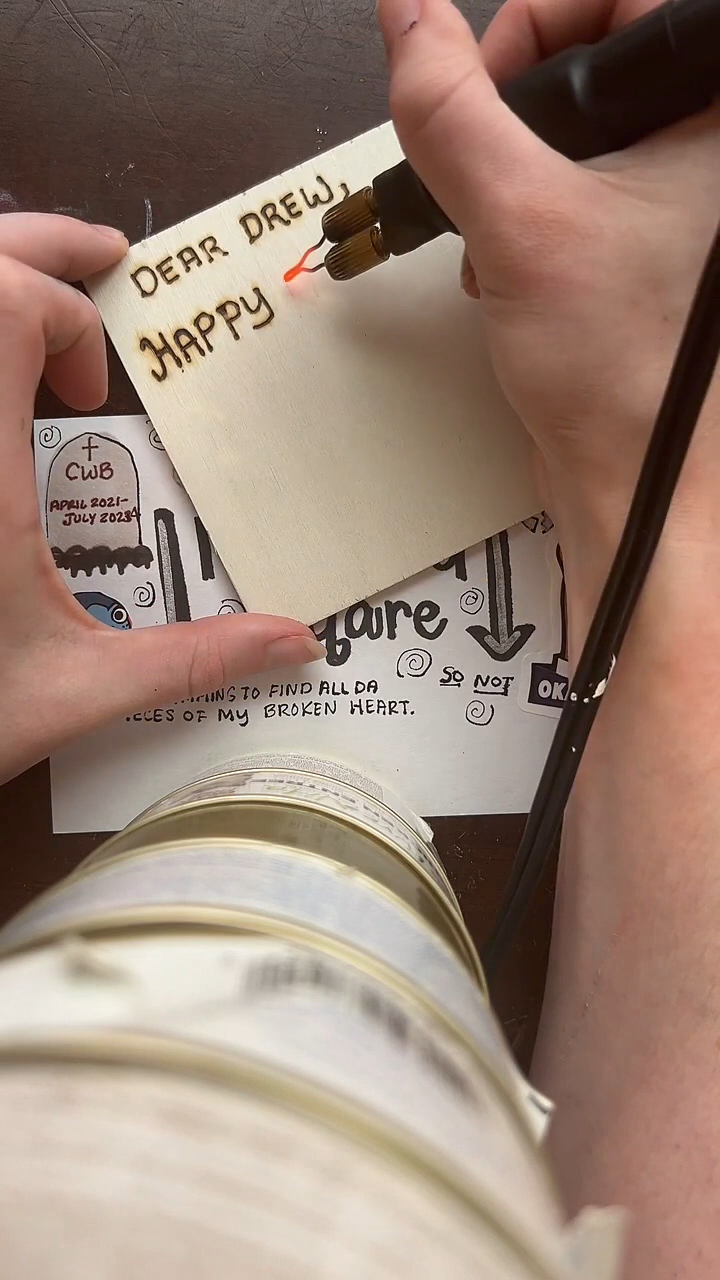 DEAR DREW,
HAPPY
CWB
APRIL 2021-
JULY 2023
SO NOT
OK
TO FIND ALL DA
OF MY BROKEN HEART.